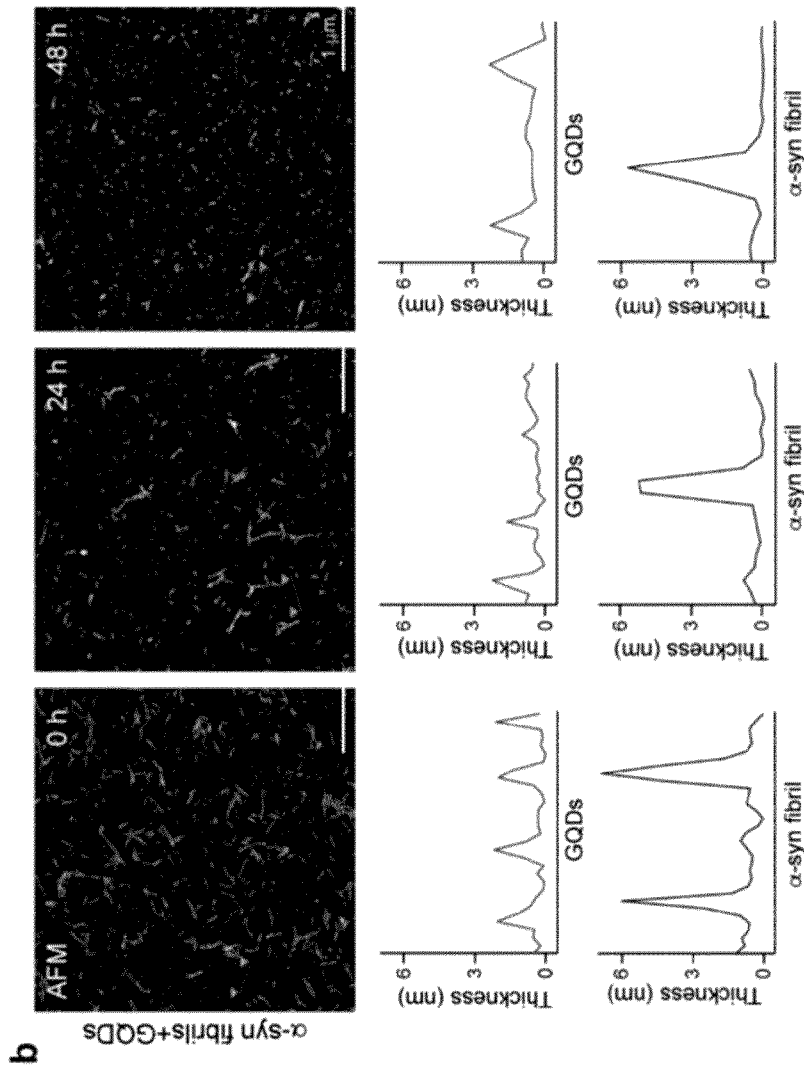 b
α-syn fibrils+GQDs
AFM
0 h
24 h
48 h
1 μm
Thickness (nm)
6
3
0
GQDs
Thickness (nm)
6
3
0
GQDs
Thickness (nm)
6
3
0
GQDs
Thickness (nm)
6
3
0
α-syn fibril
Thickness (nm)
6
3
0
α-syn fibril
Thickness (nm)
6
3
0
α-syn fibril